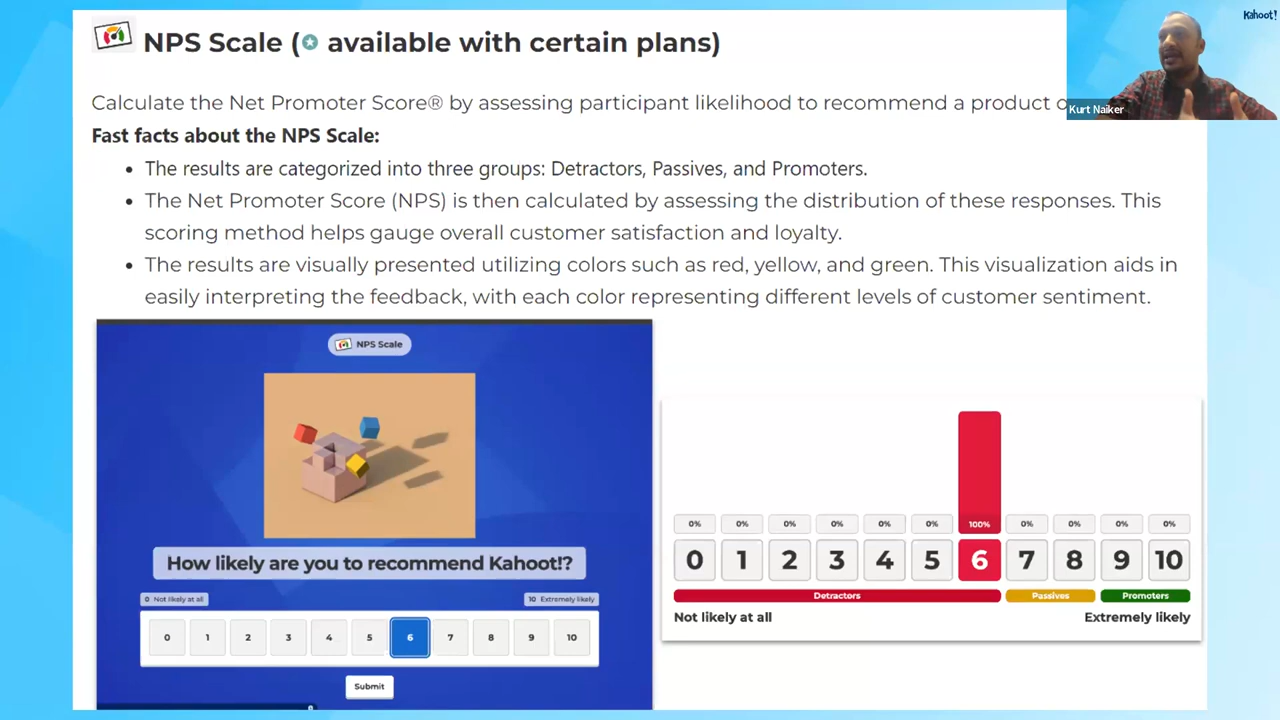 NPS Scale ( available with certain plans)
Kahoot!
Calculate the Net Promoter Score® by assessing participant likelihood to recommend a product
Kurt Naiker
Fast facts about the NPS Scale:
• The results are categorized into three groups: Detractors, Passives, and Promoters.
• The Net Promoter Score (NPS) is then calculated by assessing the distribution of these responses. This
scoring method helps gauge overall customer satisfaction and loyalty.
• The results are visually presented utilizing colors such as red, yellow, and green. This visualization aids in
easily interpreting the feedback, with each color representing different levels of customer sentiment.
NPS Scale
How likely are you to recommend Kahoot!?
0 Not likely at all
10 Extremely likely
0 1 2 3 4 5 6 7 8 9 10
Submit
0% 0% 0% 0% 0% 0% 100% 0% 0% 0% 0%
0 1 2 3 4 5 6 7 8 9 10
Detractors Passives Promoters
Not likely at all Extremely likely